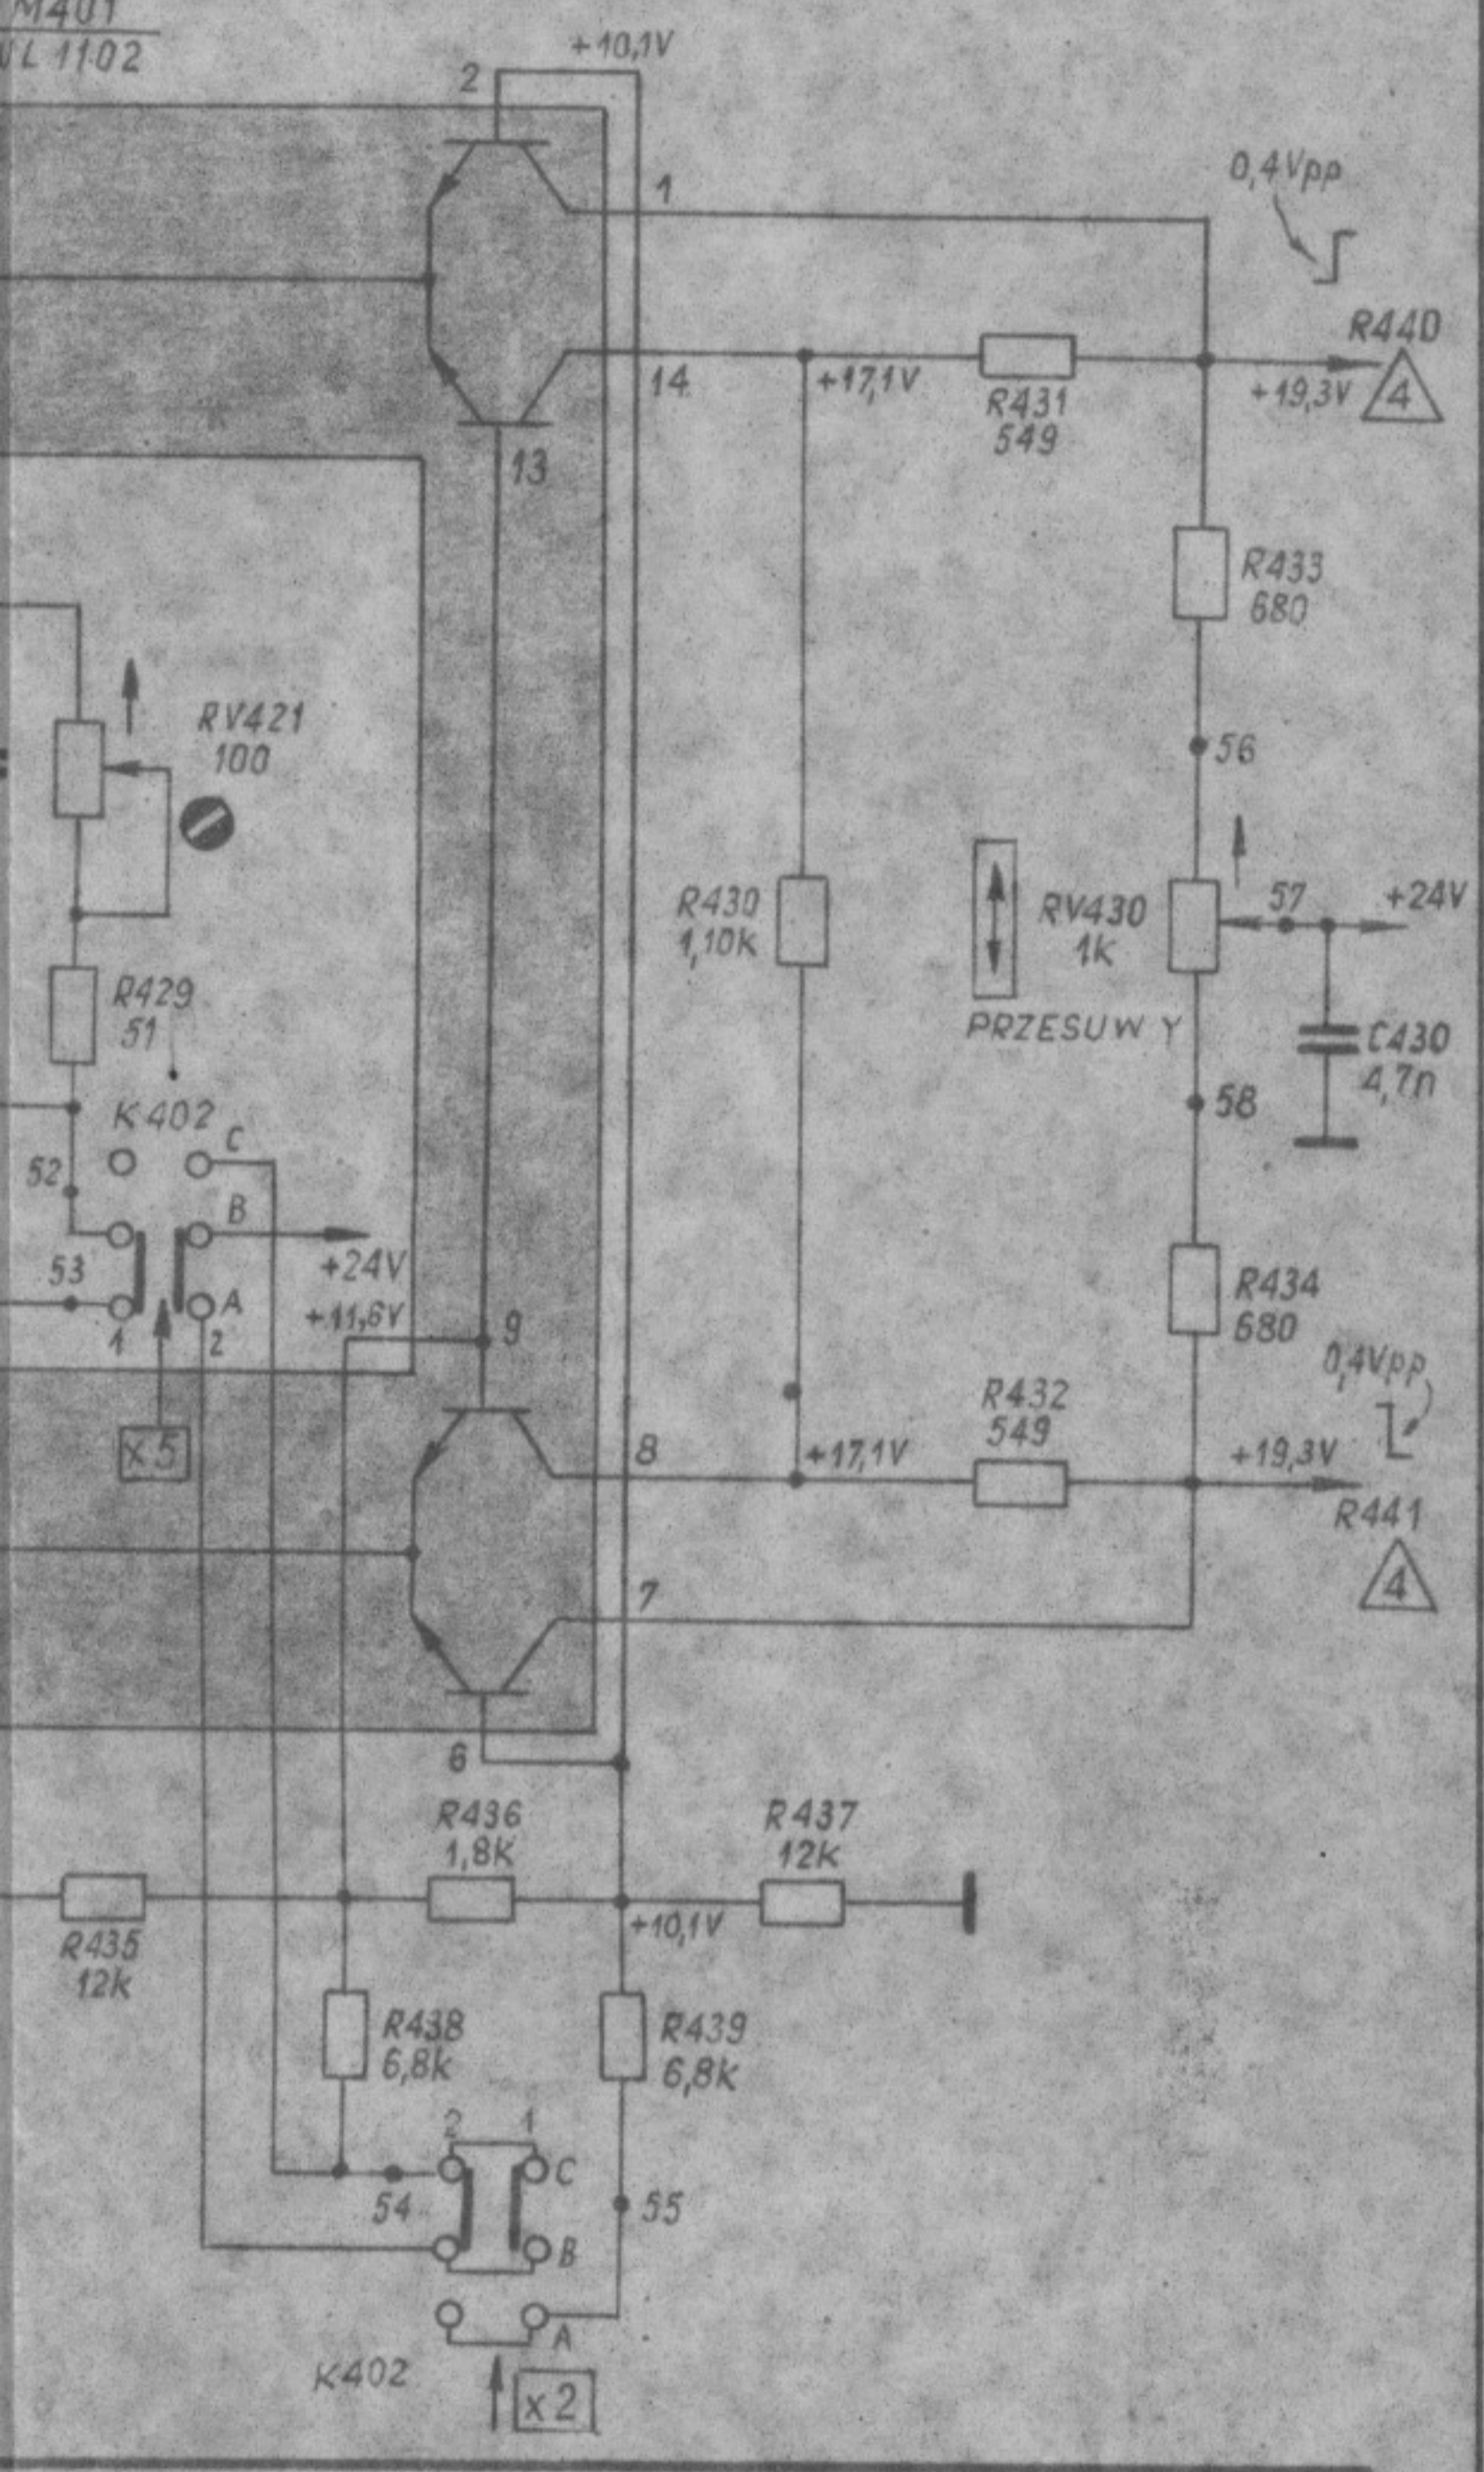 M401
UL 1102
+10,1V
2
1
0,4Vpp
R440
4
14
+17,1V
R431
549
+19,3V
13
R433
680
RV421
100
56
R430
1,10k
RV430
1k
57
+24V
PRZESUW Y
R429
51
C430
4,7n
58
K402
C
52
B
+24V
53
A
1
2
+11,6V
9
R434
680
0,4Vpp
x5
R432
549
8
+17,1V
+19,3V
R441
4
7
6
R436
1,8K
R437
12k
+10,1V
R435
12k
R438
6,8k
R439
6,8k
2
1
C
54
55
B
A
K402
x2